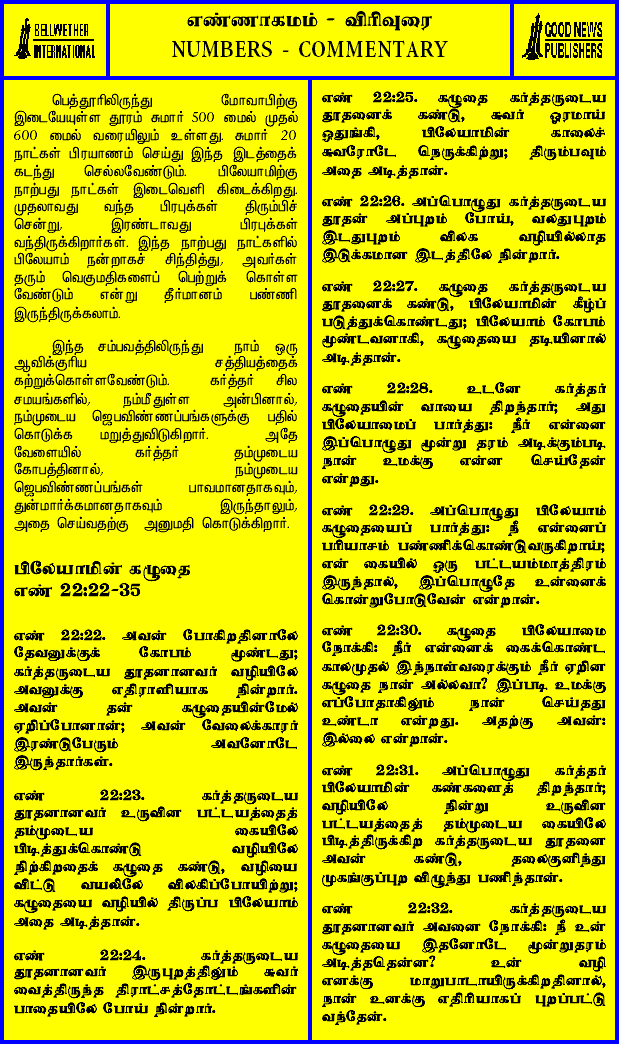 BELLWETHER
INTERNATIONAL
எண்ணாகமம் - விரிவுரை
NUMBERS - COMMENTARY
GOOD NEWS
PUBLISHERS
பெத்தூரிலிருந்து மோவாபிற்கு
இடையேயுள்ள தூரம் சுமார் 500 மைல் முதல்
600 மைல் வரையிலும் உள்ளது. சுமார் 20
நாட்கள் பிரயாணம் செய்து இந்த இடத்தைக்
கடந்து செல்லவேண்டும். பிலேயாமிற்கு
நாற்பது நாட்கள் இடைவெளி கிடைக்கிறது.
முதலாவது வந்த பிரபுக்கள் திரும்பிச்
சென்று, இரண்டாவது பிரபுக்கள்
வந்திருக்கிறார்கள். இந்த நாற்பது நாட்களில்
பிலேயாம் நன்றாகச் சிந்தித்து, அவர்கள்
தரும் வெகுமதிகளைப் பெற்றுக் கொள்ள
வேண்டும் என்று தீர்மானம் பண்ணி
இருந்திருக்கலாம்.
இந்த சம்பவத்திலிருந்து நாம் ஒரு
ஆவிக்குரிய சத்தியத்தைக்
கற்றுக்கொள்ளவேண்டும். கர்த்தர் சில
சமயங்களில், நம்மீதுள்ள அன்பினால்,
நம்முடைய ஜெபவிண்ணப்பங்களுக்கு பதில்
கொடுக்க மறுத்துவிடுகிறார். அதே
வேளையில் கர்த்தர் தம்முடைய
கோபத்தினால், நம்முடைய
ஜெபவிண்ணப்பங்கள் பாவமானதாகவும்,
துன்மார்க்கமானதாகவும் இருந்தாலும்,
அதை செய்வதற்கு அனுமதி கொடுக்கிறார்.
பிலேயாமின் கழுதை
எண் 22:22-35
எண் 22:22. அவன் போகிறதினாலே
தேவனுக்குக் கோபம் மூண்டது;
கர்த்தருடைய தூதனானவர் வழியிலே
அவனுக்கு எதிராளியாக நின்றார்.
அவன் தன் கழுதையின்மேல்
ஏறிப்போனான்; அவன் வேலைக்காரர்
இரண்டுபேரும் அவனோடே
இருந்தார்கள்.
எண் 22:23. கர்த்தருடைய
தூதனானவர் உருவின பட்டயத்தைத்
தம்முடைய கையிலே
பிடித்துக்கொண்டு வழியிலே
நிற்கிறதைக் கழுதை கண்டு, வழியை
விட்டு வயலிலே விலகிப்போயிற்று;
கழுதையை வழியில் திருப்ப பிலேயாம்
அதை அடித்தான்.
எண் 22:24. கர்த்தருடைய
தூதனானவர் இருபுறத்திலும் சுவர்
வைத்திருந்த திராட்சத்தோட்டங்களின்
பாதையிலே போய் நின்றார்.
எண் 22:25. கழுதை கர்த்தருடைய
தூதனைக் கண்டு, சுவர் ஓரமாய்
ஒதுங்கி, பிலேயாமின் காலைச்
சுவரோடே நெருக்கிற்று; திரும்பவும்
அதை அடித்தான்.
எண் 22:26. அப்பொழுது கர்த்தருடைய
தூதன் அப்புறம் போய், வலதுபுறம்
இடதுபுறம் விலக வழியில்லாத
இடுக்கமான இடத்திலே நின்றார்.
எண் 22:27. கழுதை கர்த்தருடைய
தூதனைக் கண்டு, பிலேயாமின் கீழ்ப்
படுத்துக்கொண்டது; பிலேயாம் கோபம்
மூண்டவனாகி, கழுதையை தடியினால்
அடித்தான்.
எண் 22:28. உடனே கர்த்தர்
கழுதையின் வாயை திறந்தார்; அது
பிலேயாமைப் பார்த்து: நீர் என்னை
இப்பொழுது மூன்று தரம் அடிக்கும்படி
நான் உமக்கு என்ன செய்தேன்
என்றது.
எண் 22:29. அப்பொழுது பிலேயாம்
கழுதையைப் பார்த்து: நீ என்னைப்
பரியாசம் பண்ணிக்கொண்டுவருகிறாய்;
என் கையில் ஒரு பட்டயம்மாத்திரம்
இருந்தால், இப்பொழுதே உன்னைக்
கொன்றுபோடுவேன் என்றான்.
எண் 22:30. கழுதை பிலேயாமை
நோக்கி: நீர் என்னைக் கைக்கொண்ட
காலமுதல் இந்நாள்வரைக்கும் நீர் ஏறின
கழுதை நான் அல்லவா? இப்படி உமக்கு
எப்போதாகிலும் நான் செய்தது
உண்டா என்றது. அதற்கு அவன்:
இல்லை என்றான்.
எண் 22:31. அப்பொழுது கர்த்தர்
பிலேயாமின் கண்களைத் திறந்தார்;
வழியிலே நின்று உருவின
பட்டயத்தைத் தம்முடைய கையிலே
பிடித்திருக்கிற கர்த்தருடைய தூதனை
அவன் கண்டு, தலைகுனிந்து
முகங்குப்புற விழுந்து பணிந்தான்.
எண் 22:32. கர்த்தருடைய
தூதனானவர் அவனை நோக்கி: நீ உன்
கழுதையை இதனோடே மூன்றுதரம்
அடித்ததென்ன? உன் வழி
எனக்கு மாறுபாடாயிருக்கிறதினால்,
நான் உனக்கு எதிரியாகப் புறப்பட்டு
வந்தேன்.